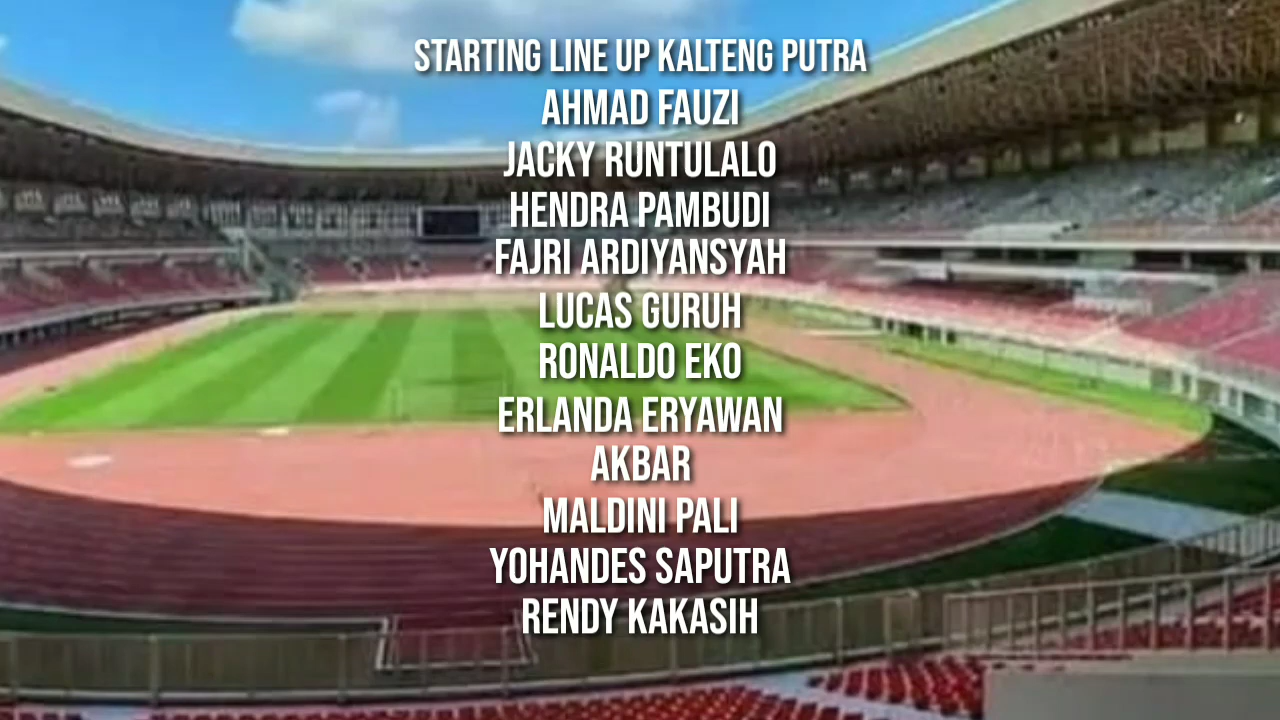 STARTING LINE UP KALTENG PUTRA
AHMAD FAUZI
JACKY RUNTULALO
HENDRA PAMBUDI
FAJRI ARDIYANSYAH
LUCAS GURUH
RONALDO EKO
ERLANDA ERYAWAN
AKBAR
MALDINI PALI
YOHANDES SAPUTRA
RENDY KAKASIH